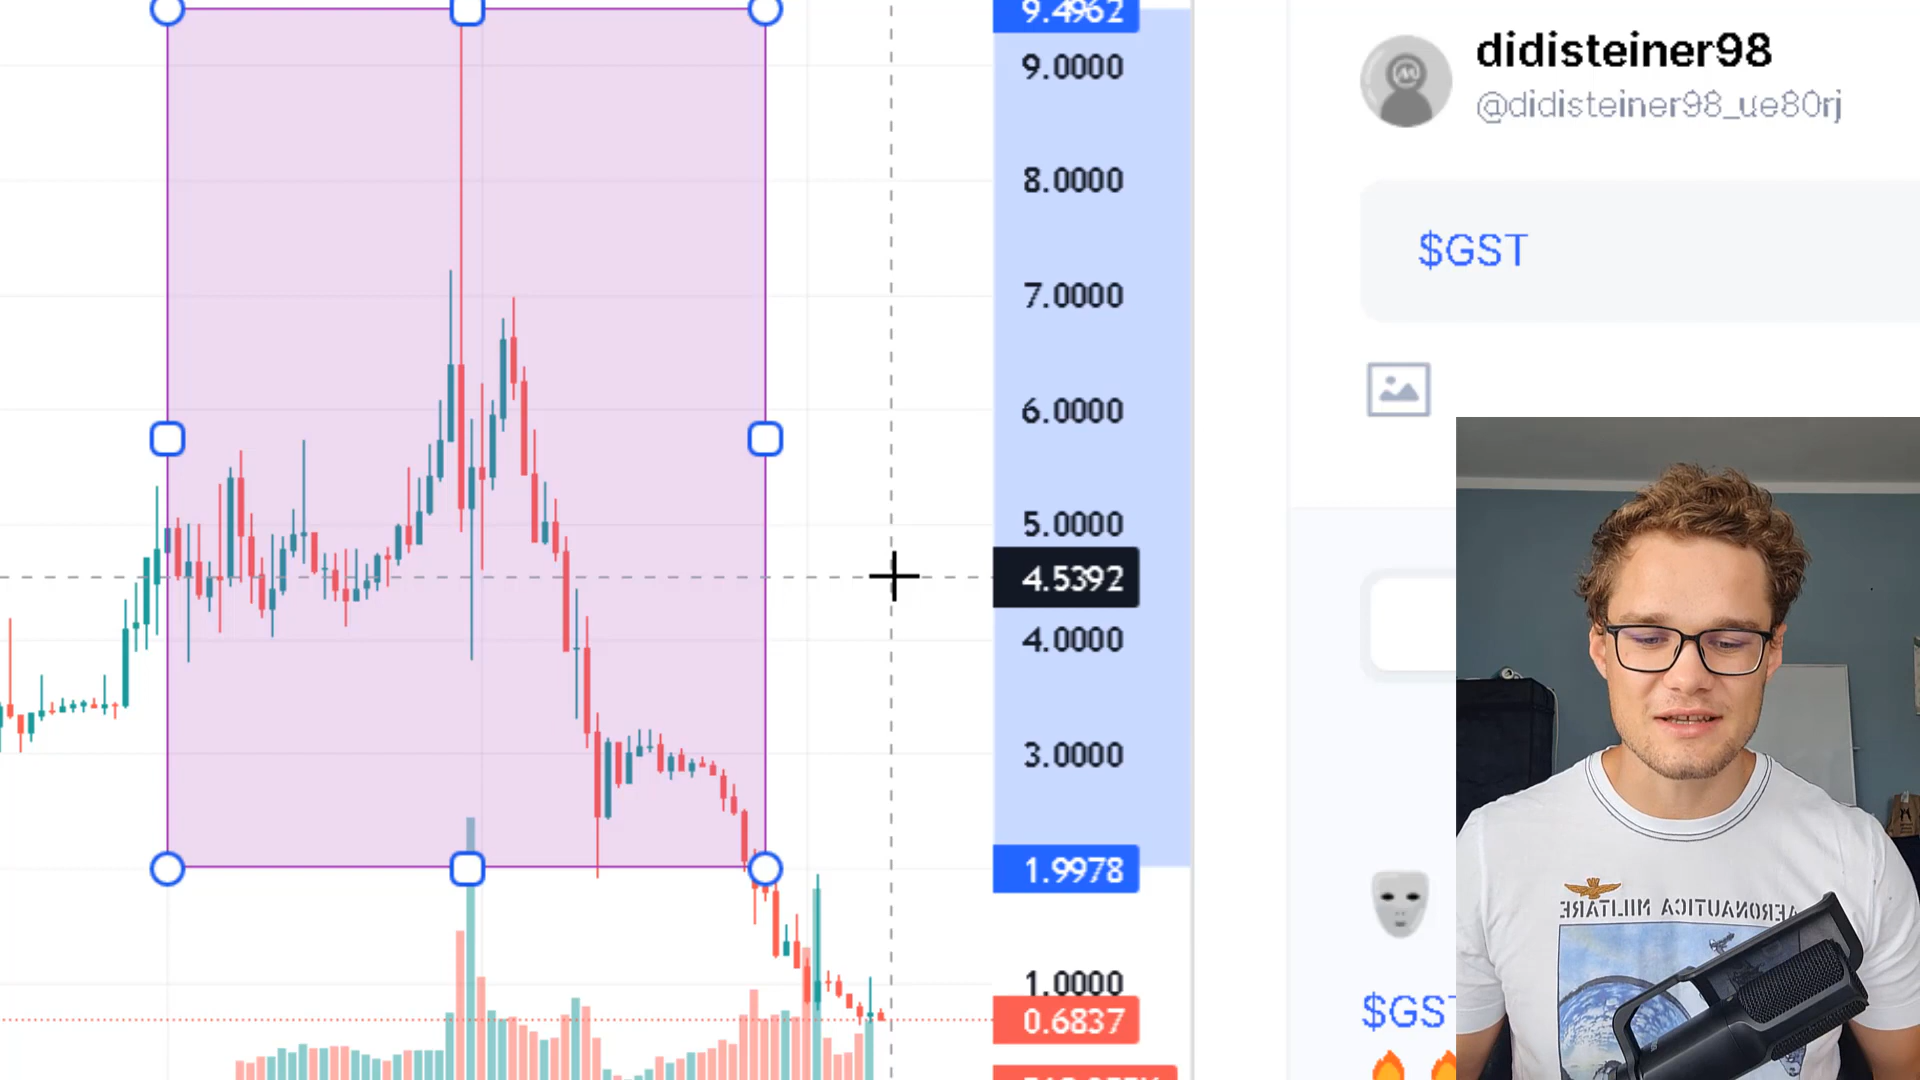 9.4962
9.0000
8.0000
7.0000
6.0000
5.0000
4.5392
4.0000
3.0000
1.9978
1.0000
0.6837
didisteiner98
@didisteiner98_ue80rj
$GST
$GST
AERONAUTICA MILITARE